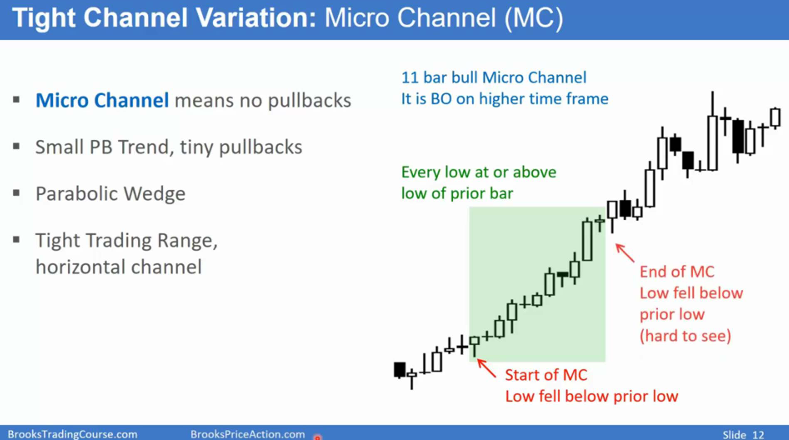 Tight Channel Variation: Micro Channel (MC)
Micro Channel means no pullbacks
Small PB Trend, tiny pullbacks
Parabolic Wedge
Tight Trading Range,
horizontal channel
11 bar bull Micro Channel
It is BO on higher time frame
Every low at or above
low of prior bar
End of MC
Low fell below
prior low
(hard to see)
Start of MC
Low fell below prior low
BrooksTradingCourse.com
BrooksPriceAction.com
Slide 12